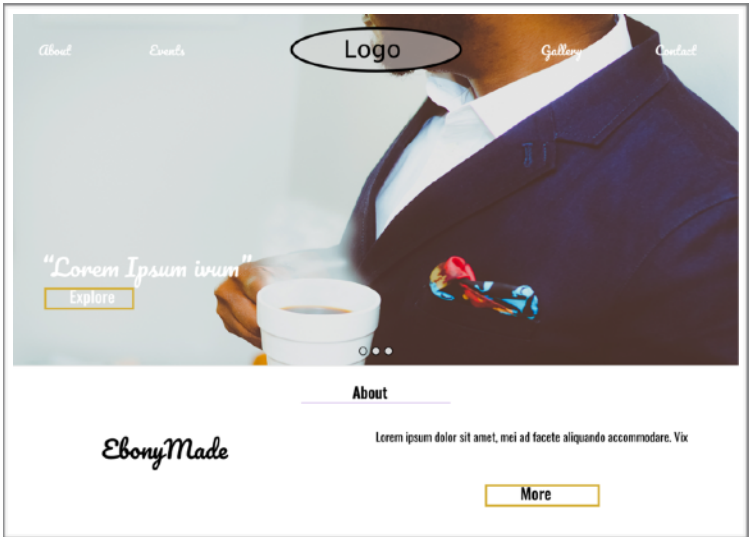 About Events Logo Gallery Contact
“Lorem Ipsum ivum”
Explore
About
EbonyMade
Lorem ipsum dolor sit amet, mei ad facete aliquando accommodare. Vix
More